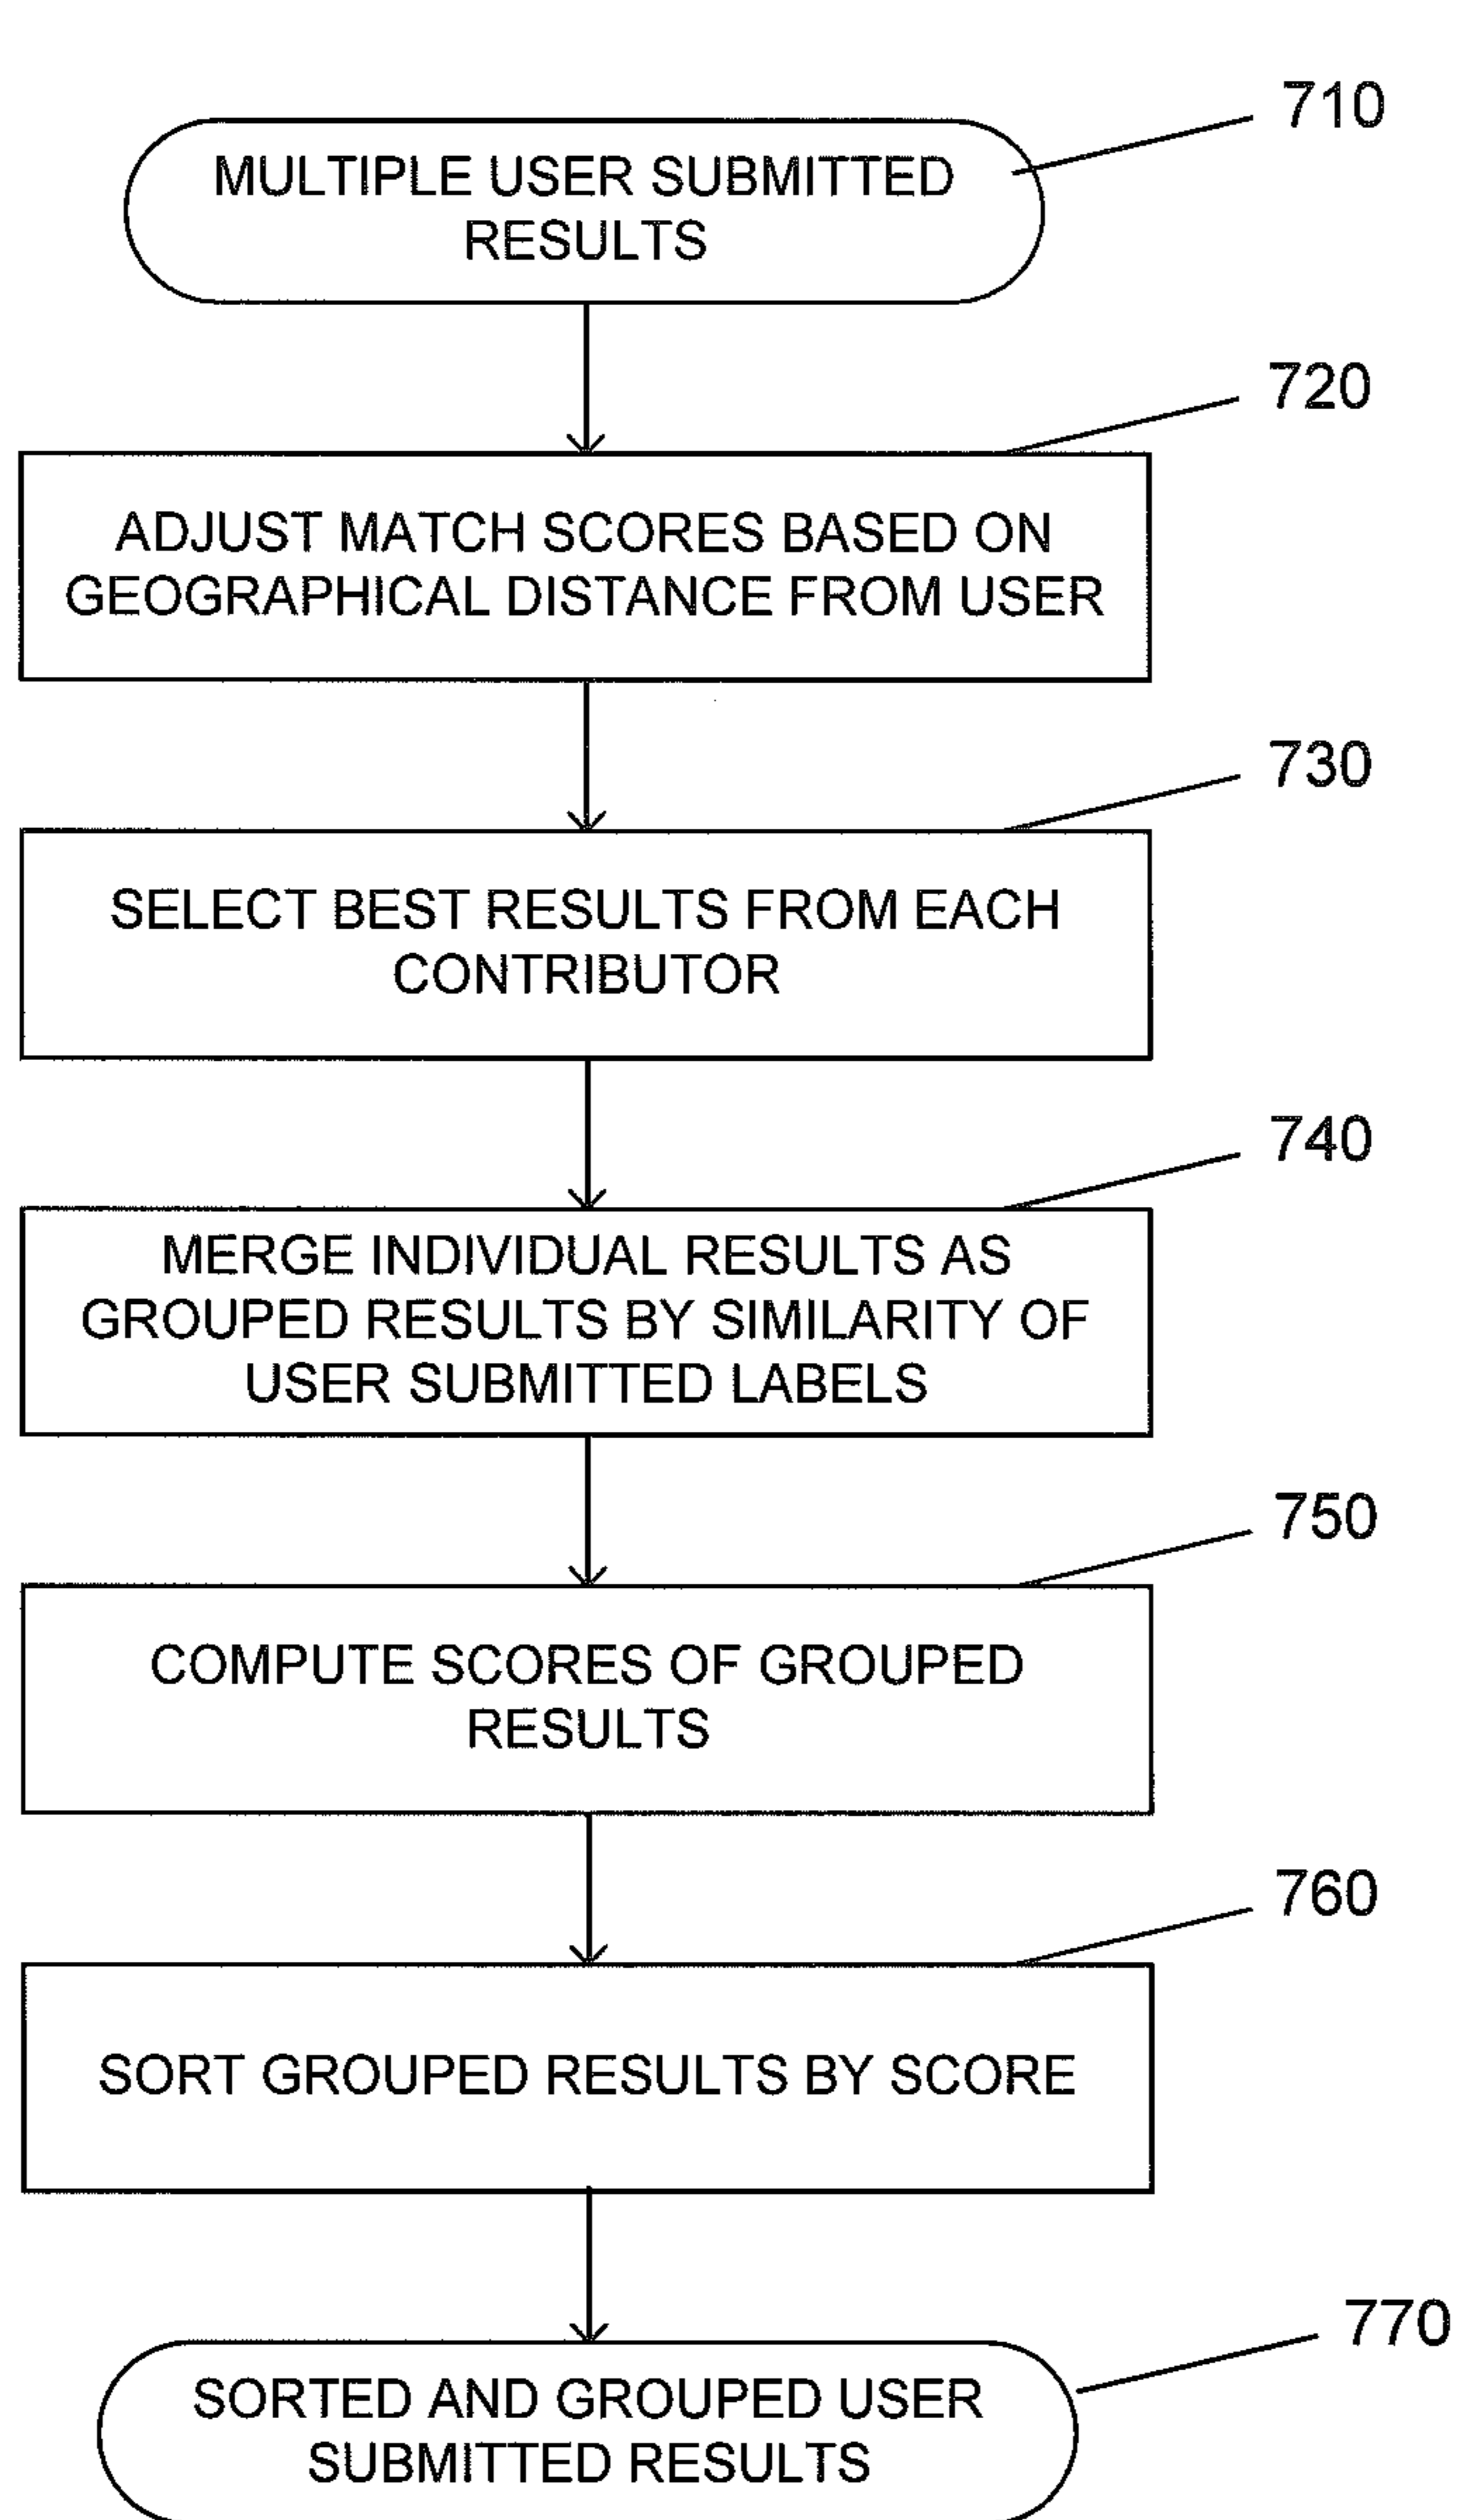 710
MULTIPLE USER SUBMITTED
RESULTS
720
ADJUST MATCH SCORES BASED ON
GEOGRAPHICAL DISTANCE FROM USER
730
SELECT BEST RESULTS FROM EACH
CONTRIBUTOR
740
MERGE INDIVIDUAL RESULTS AS
GROUPED RESULTS BY SIMILARITY OF
USER SUBMITTED LABELS
750
COMPUTE SCORES OF GROUPED
RESULTS
760
SORT GROUPED RESULTS BY SCORE
770
SORTED AND GROUPED USER
SUBMITTED RESULTS